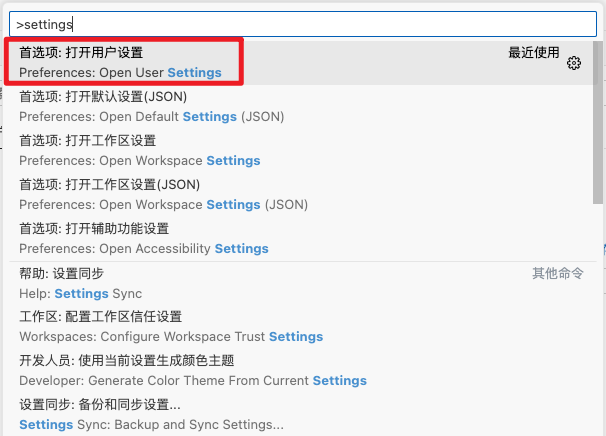 >settings
首选项: 打开用户设置
最近使用
Preferences: Open User Settings
首选项: 打开默认设置(JSON)
Preferences: Open Default Settings (JSON)
首选项: 打开工作区设置
Preferences: Open Workspace Settings
首选项: 打开工作区设置(JSON)
Preferences: Open Workspace Settings (JSON)
首选项: 打开辅助功能设置
Preferences: Open Accessibility Settings
帮助: 设置同步
其他命令
Help: Settings Sync
工作区: 配置工作区信任设置
Workspaces: Configure Workspace Trust Settings
开发人员: 使用当前设置生成颜色主题
Developer: Generate Color Theme From Current Settings
设置同步: 备份和同步设置...
Settings Sync: Backup and Sync Settings...